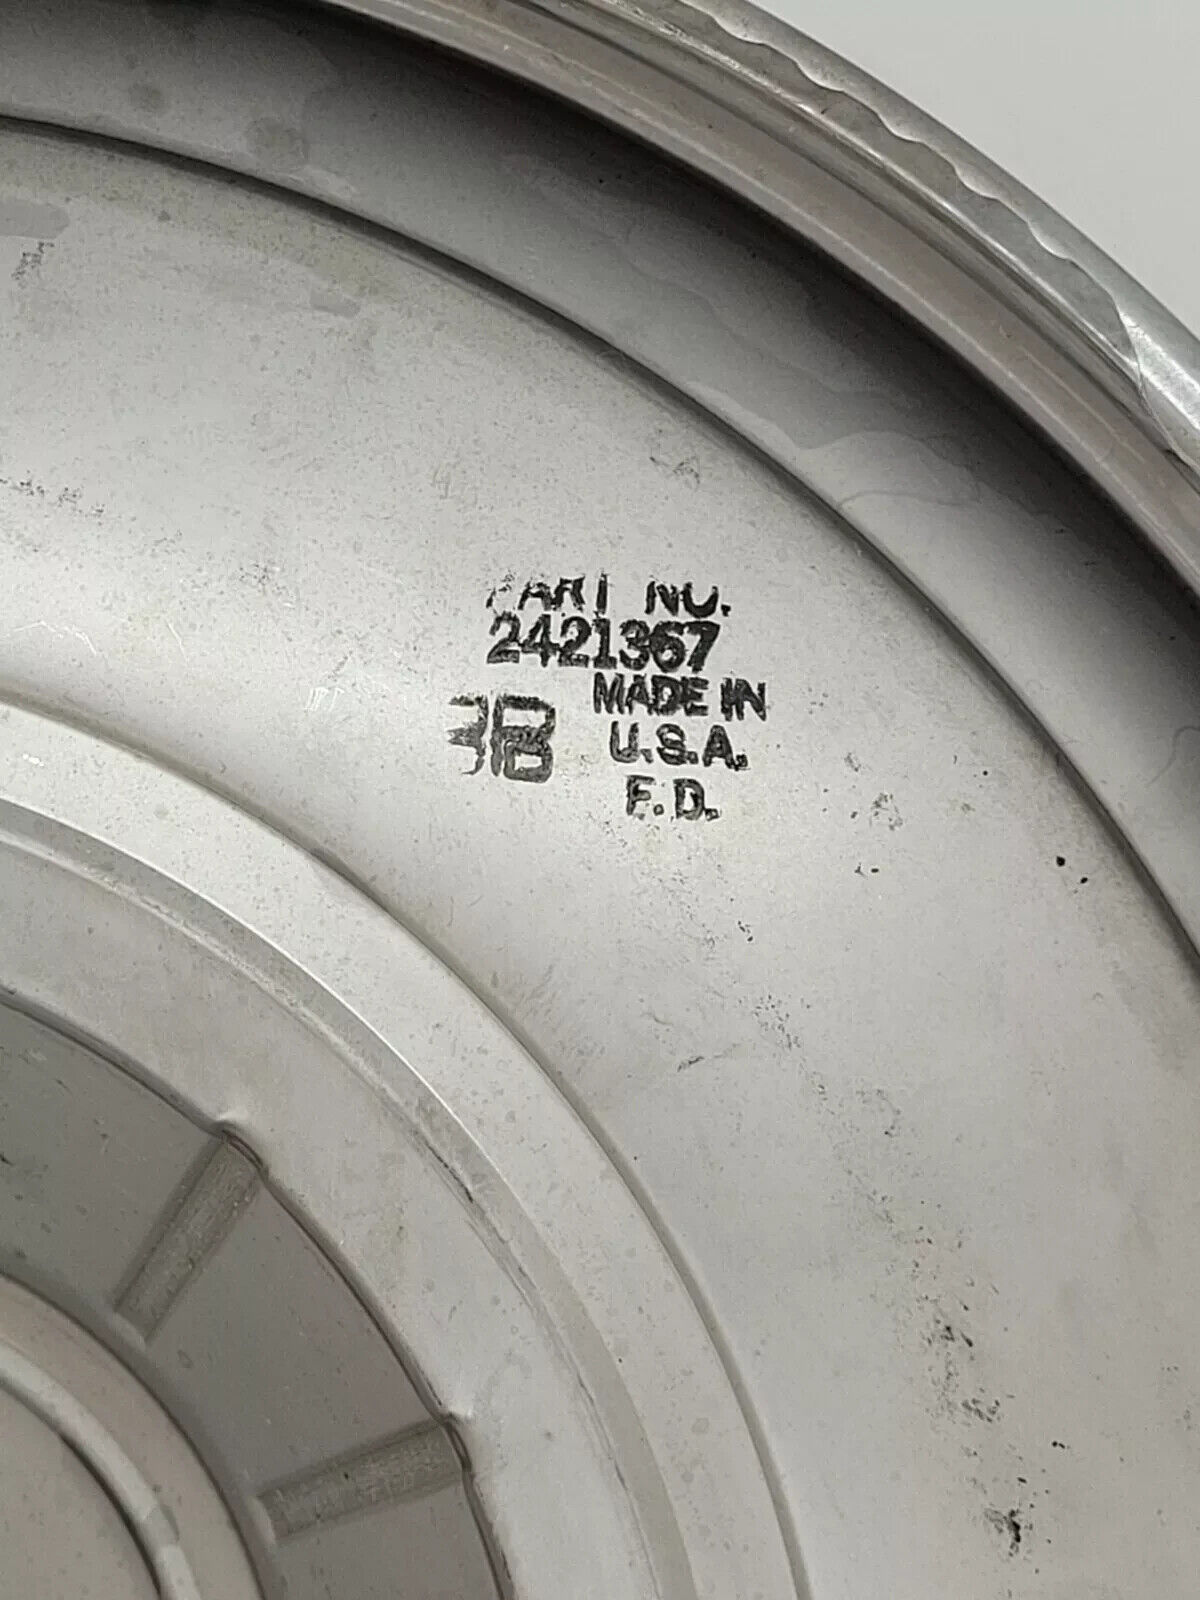 PART NO.
2421367
MADE IN
U.S.A.
F.D.